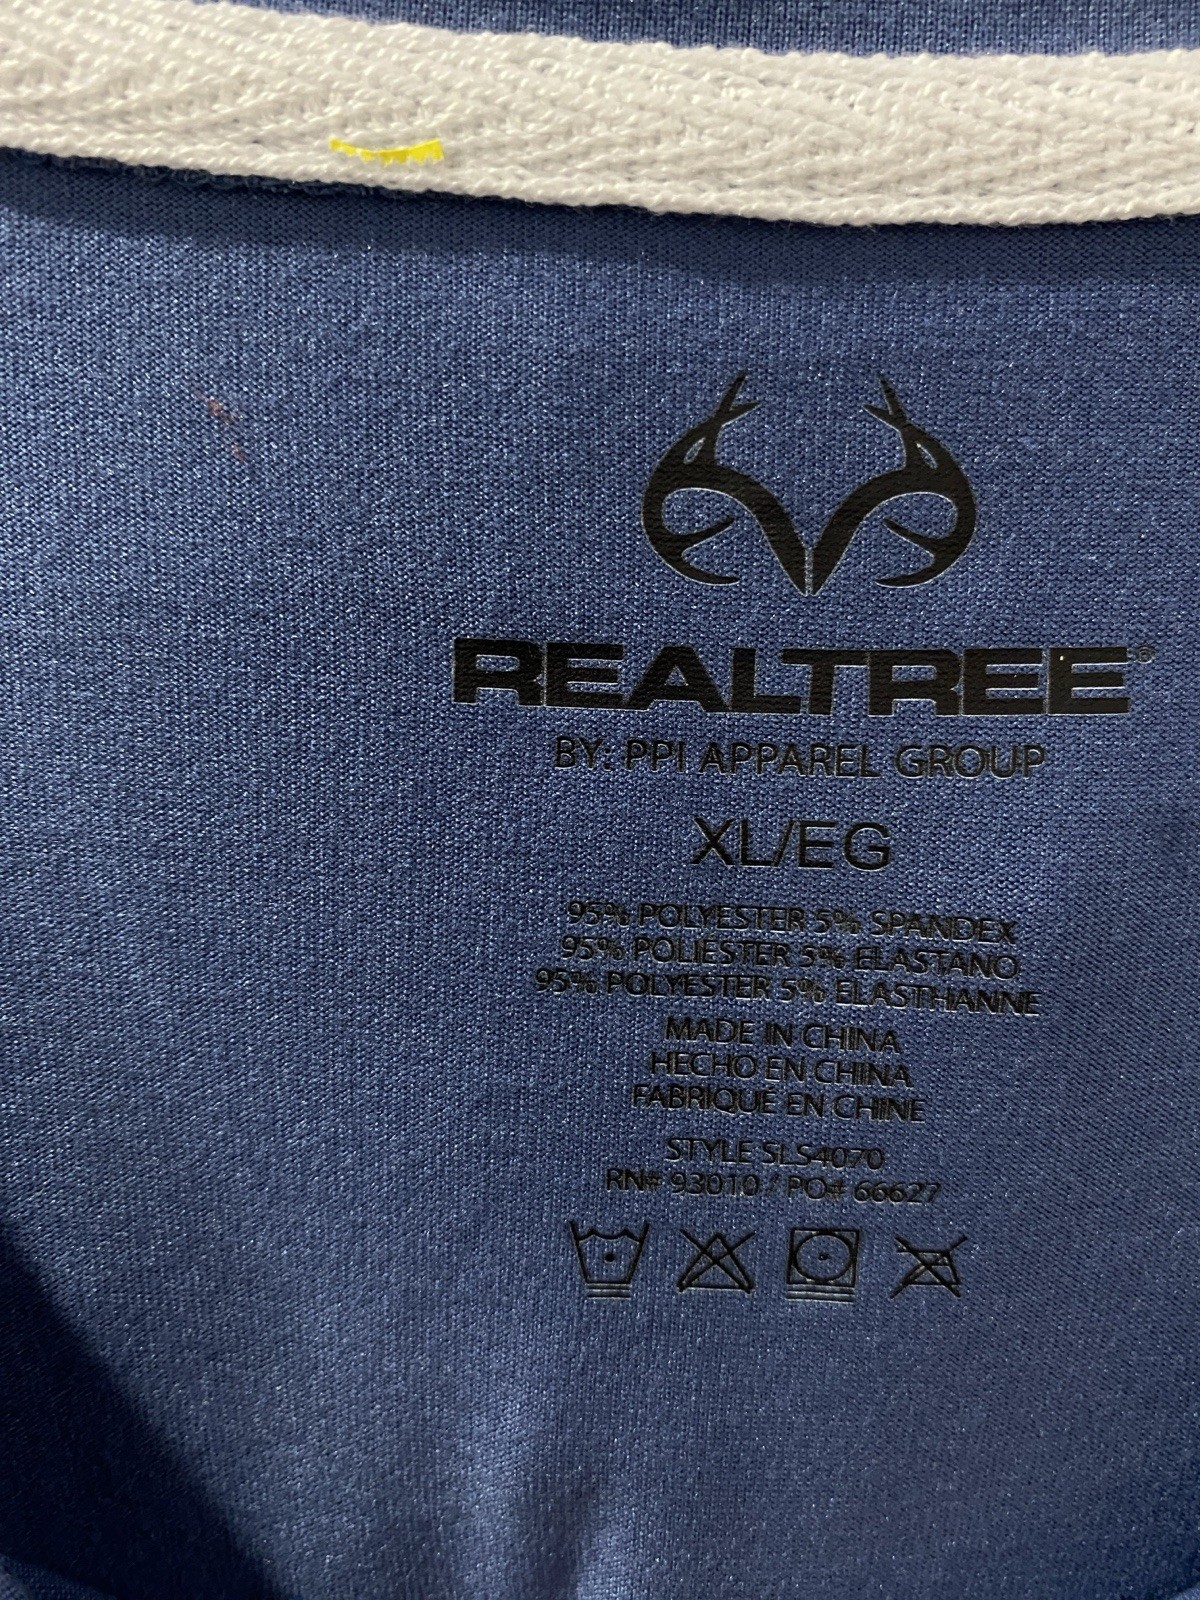 REALTREE®
BY: PPI APPAREL GROUP
XL/EG
95% POLYESTER 5% SPANDEX
95% POLIESTER 5% ELASTANO
95% POLYESTER 5% ELASTHANNE
MADE IN CHINA
HECHO EN CHINA
FABRIQUÉ EN CHINE
STYLE SLS4070
RN# 93010 / PO# 66627